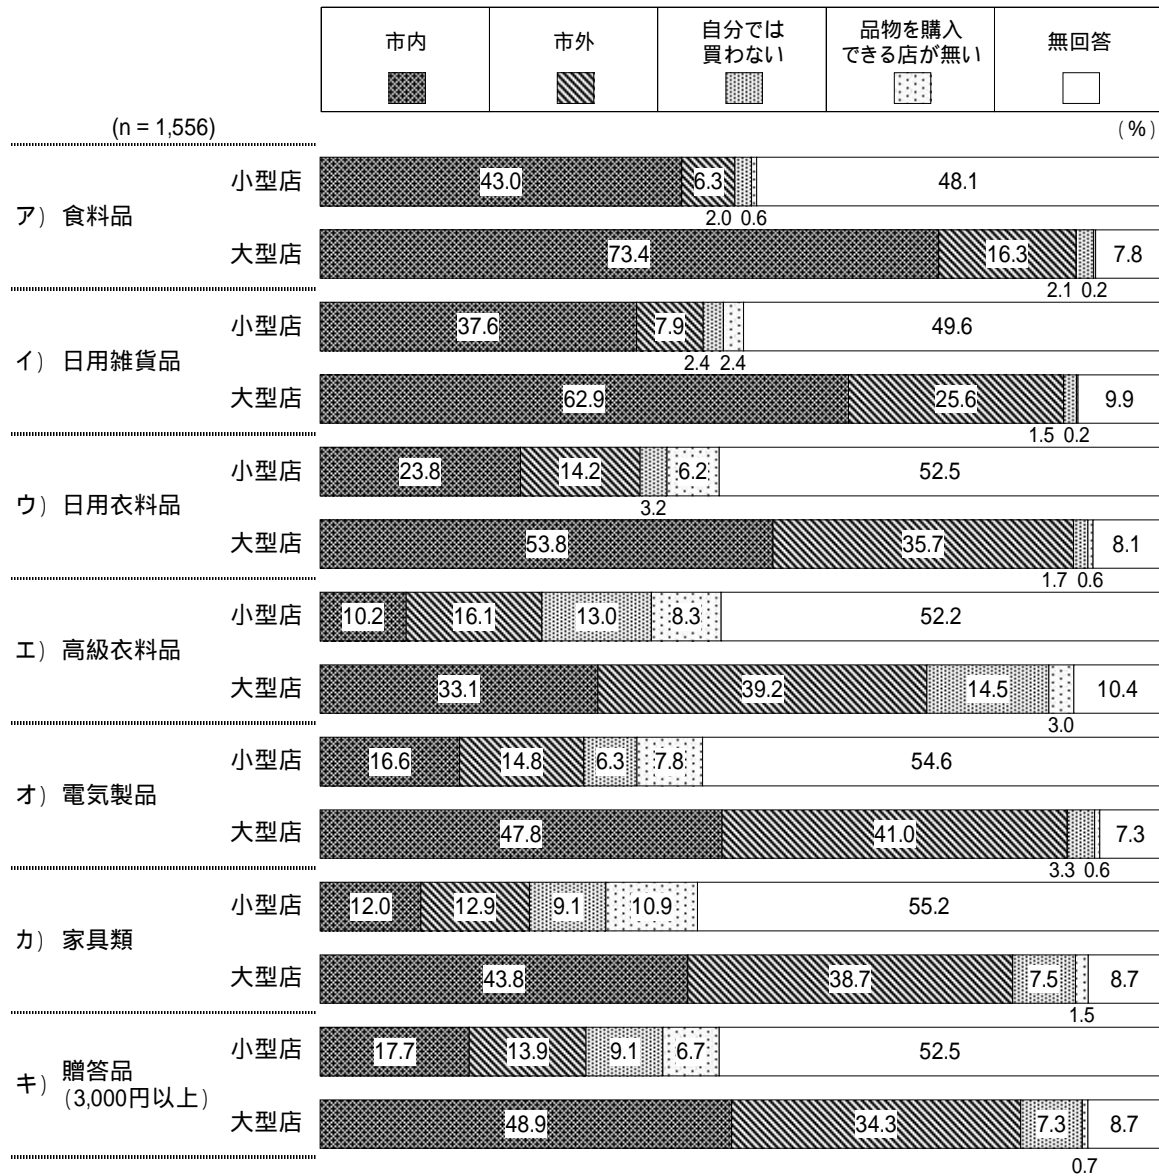 市内
市外
自分では
買わない
品物を購入
できる店が無い
無回答
(n = 1,556)
(%)
ア) 食料品
小型店
43.0 6.3 48.1
2.0 0.6
大型店
73.4 16.3 7.8
2.1 0.2
イ) 日用雑貨品
小型店
37.6 7.9 49.6
2.4 2.4
大型店
62.9 25.6 9.9
1.5 0.2
ウ) 日用衣料品
小型店
23.8 14.2 6.2 52.5
3.2
大型店
53.8 35.7 8.1
1.7 0.6
エ) 高級衣料品
小型店
10.2 16.1 13.0 8.3 52.2
大型店
33.1 39.2 14.5 10.4
3.0
オ) 電気製品
小型店
16.6 14.8 6.3 7.8 54.6
大型店
47.8 41.0 7.3
3.3 0.6
カ) 家具類
小型店
12.0 12.9 9.1 10.9 55.2
大型店
43.8 38.7 7.5 8.7
1.5
キ) 贈答品
(3,000円以上)
小型店
17.7 13.9 9.1 6.7 52.5
大型店
48.9 34.3 7.3 8.7
0.7